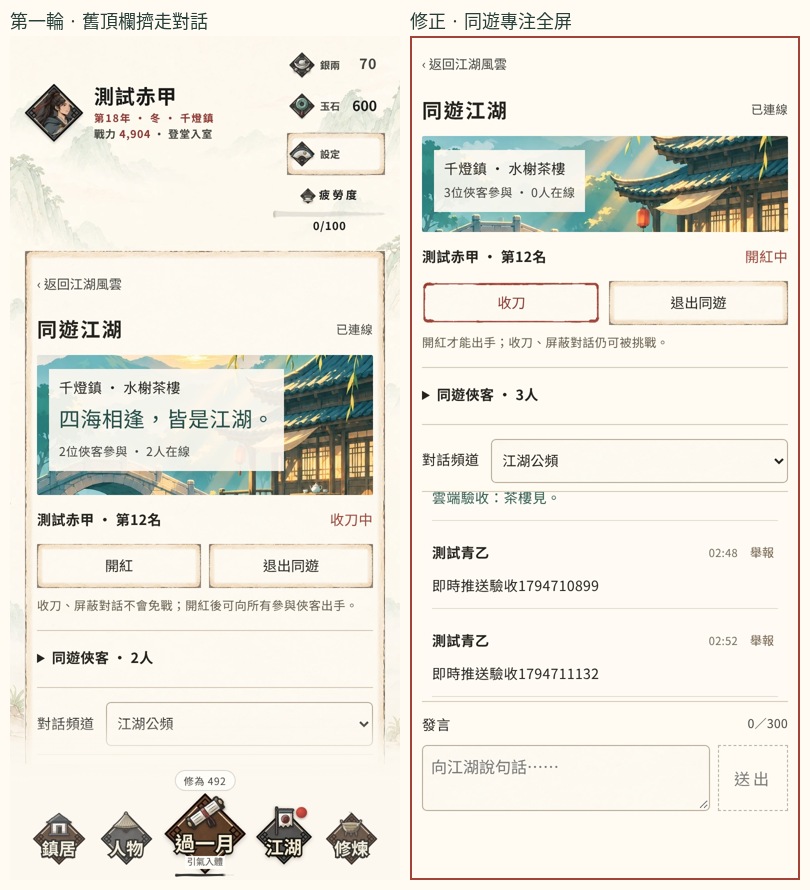 第一輪 · 舊頂欄擠走對話
測試赤甲
第18年 · 冬 · 千燈鎮
戰力 4,904 · 登堂入室
銀兩 70
玉石 600
設定
疲勞度
0/100
‹ 返回江湖風雲
同遊江湖
已連線
千燈鎮 · 水榭茶樓
四海相逢，皆是江湖。
2位俠客參與 · 2人在線
測試赤甲 · 第12名
收刀中
開紅
退出同遊
收刀、屏蔽對話不會免戰；開紅後可向所有參與俠客出手。
▶ 同遊俠客 · 2人
對話頻道
江湖公頻
修為 492
鎮居
人物
過一月
引氣入體
江湖
修煉
修正 · 同遊專注全屏
‹ 返回江湖風雲
同遊江湖
已連線
千燈鎮 · 水榭茶樓
3位俠客參與 · 0人在線
測試赤甲 · 第12名
開紅中
收刀
退出同遊
開紅才能出手；收刀、屏蔽對話仍可被挑戰。
▶ 同遊俠客 · 3人
對話頻道
江湖公頻
雲端驗收：茶樓見。
測試青乙
02:48 舉報
即時推送驗收1794710899
測試青乙
02:52 舉報
即時推送驗收1794711132
發言
0／300
向江湖說句話⋯⋯
送出